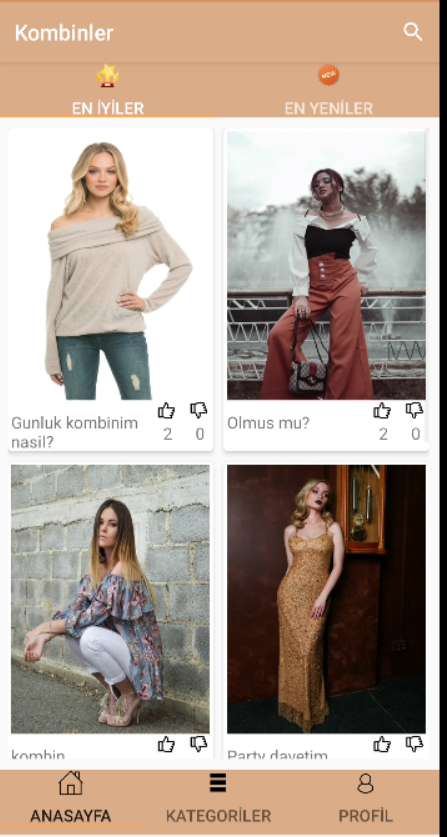 Kombinler
NEW
EN İYİLER
EN YENİLER
Gunluk kombinim
nasil?
2
0
Olmus mu?
2
0
kombin
Party davetim
ANASAYFA
KATEGORİLER
PROFİL